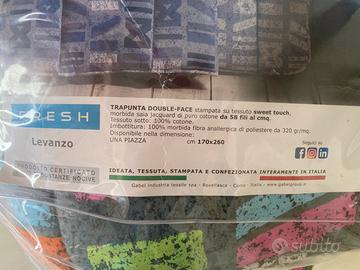 FRESH
Levanzo
TRAPUNTA DOUBLE-FACE stampata su tessuto sweet touch,
morbida saia jacquard di puro cotone da 58 fili al cmq.
Tessuto sotto: 100% cotone.
Imbottitura: 100% morbida fibra anallergica di poliestere da 320 gr/mq.
Disponibile nella dimensione:
UNA PIAZZA
cm 170x260
Seguici su
PRODOTTO CERTIFICATO
SOSTANZE NOCIVE
IDEATA, TESSUTA, STAMPATA E CONFEZIONATA INTERAMENTE IN ITALIA
Gabel industria tessile spa - Rovellasca - Como - Italia - www.gabelgroup.it
subito